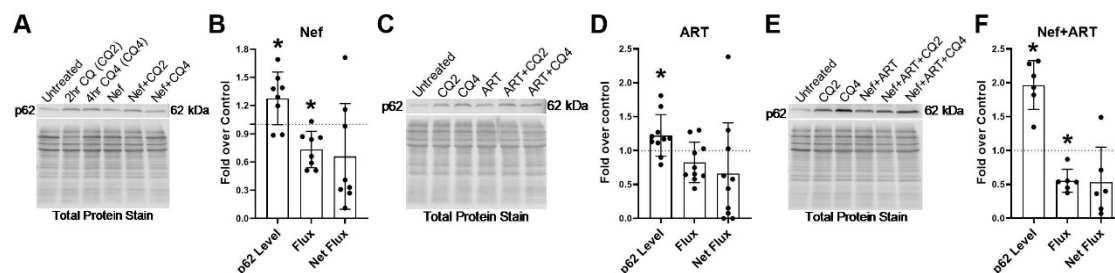 A
Untreated
2hr CQ (CQ2)
4hr CQ4 (CQ4)
Nef
Nef+CQ2
Nef+CQ4
p62
62 kDa
Total Protein Stain
B
Nef
Fold over Control
1.8
1.5
1.2
0.9
0.6
0.3
0.0
*
*
p62 Level
Flux
Net Flux
C
Untreated
CQ2
CQ4
ART
ART+CQ2
ART+CQ4
p62
62 kDa
Total Protein Stain
D
ART
Fold over Control
2.5
2.0
1.5
1.0
0.5
0.0
*
p62 Level
Flux
Net Flux
E
Untreated
CQ2
CQ4
Nef+ART
Nef+ART+CQ2
Nef+ART+CQ4
p62
62 kDa
Total Protein Stain
F
Nef+ART
Fold over Control
2.5
2.0
1.5
1.0
0.5
0.0
*
*
p62 Level
Flux
Net Flux